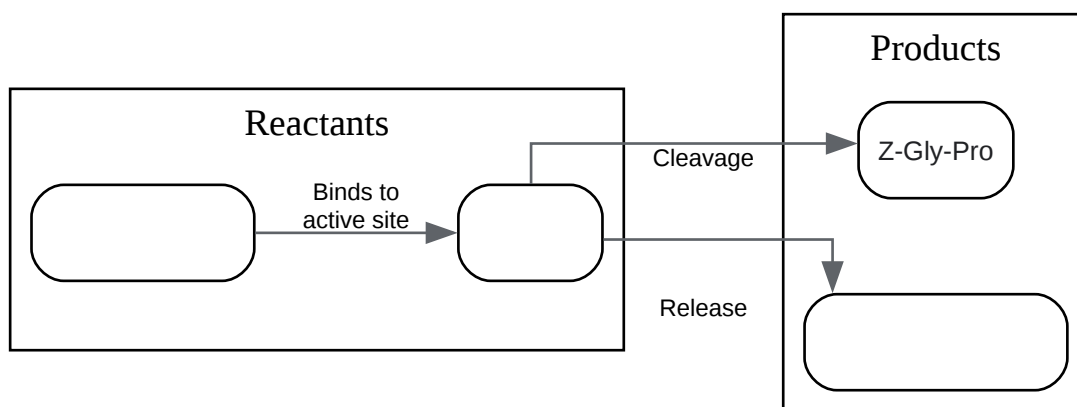 Products
Reactants
Z-Gly-Pro
Cleavage
Binds to
active site
Release